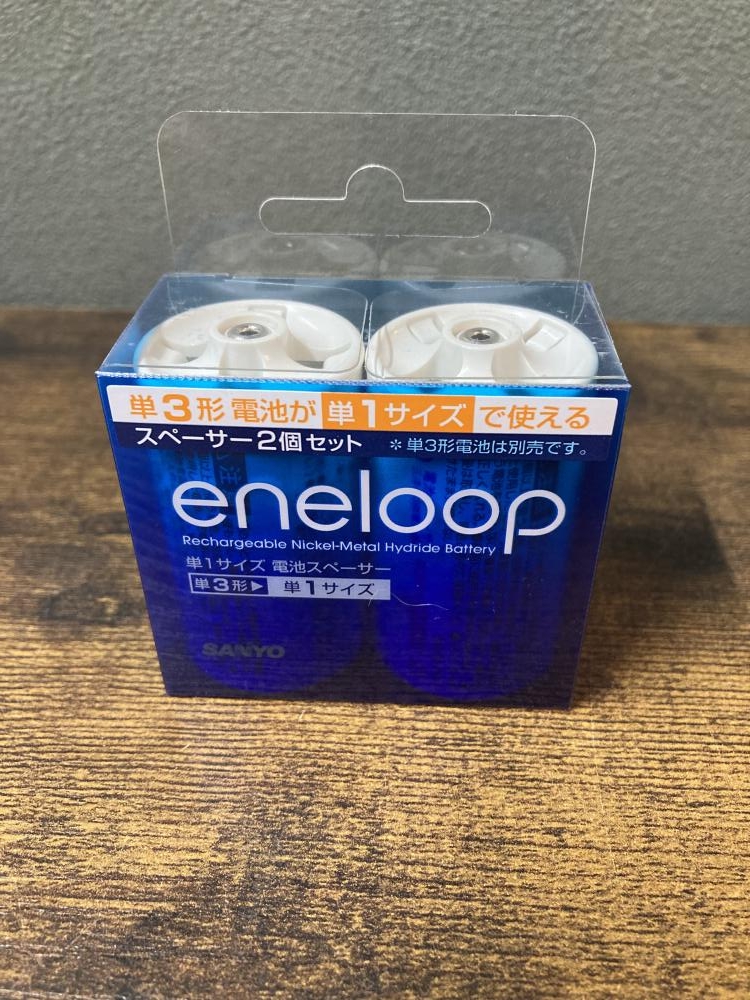 単3形電池が単1サイズで使える
スペーサー2個セット ＊単3形電池は別売です。
eneloop
Rechargeable Nickel-Metal Hydride Battery
単1サイズ 電池スペーサー
単3形▶単1サイズ
SANYO